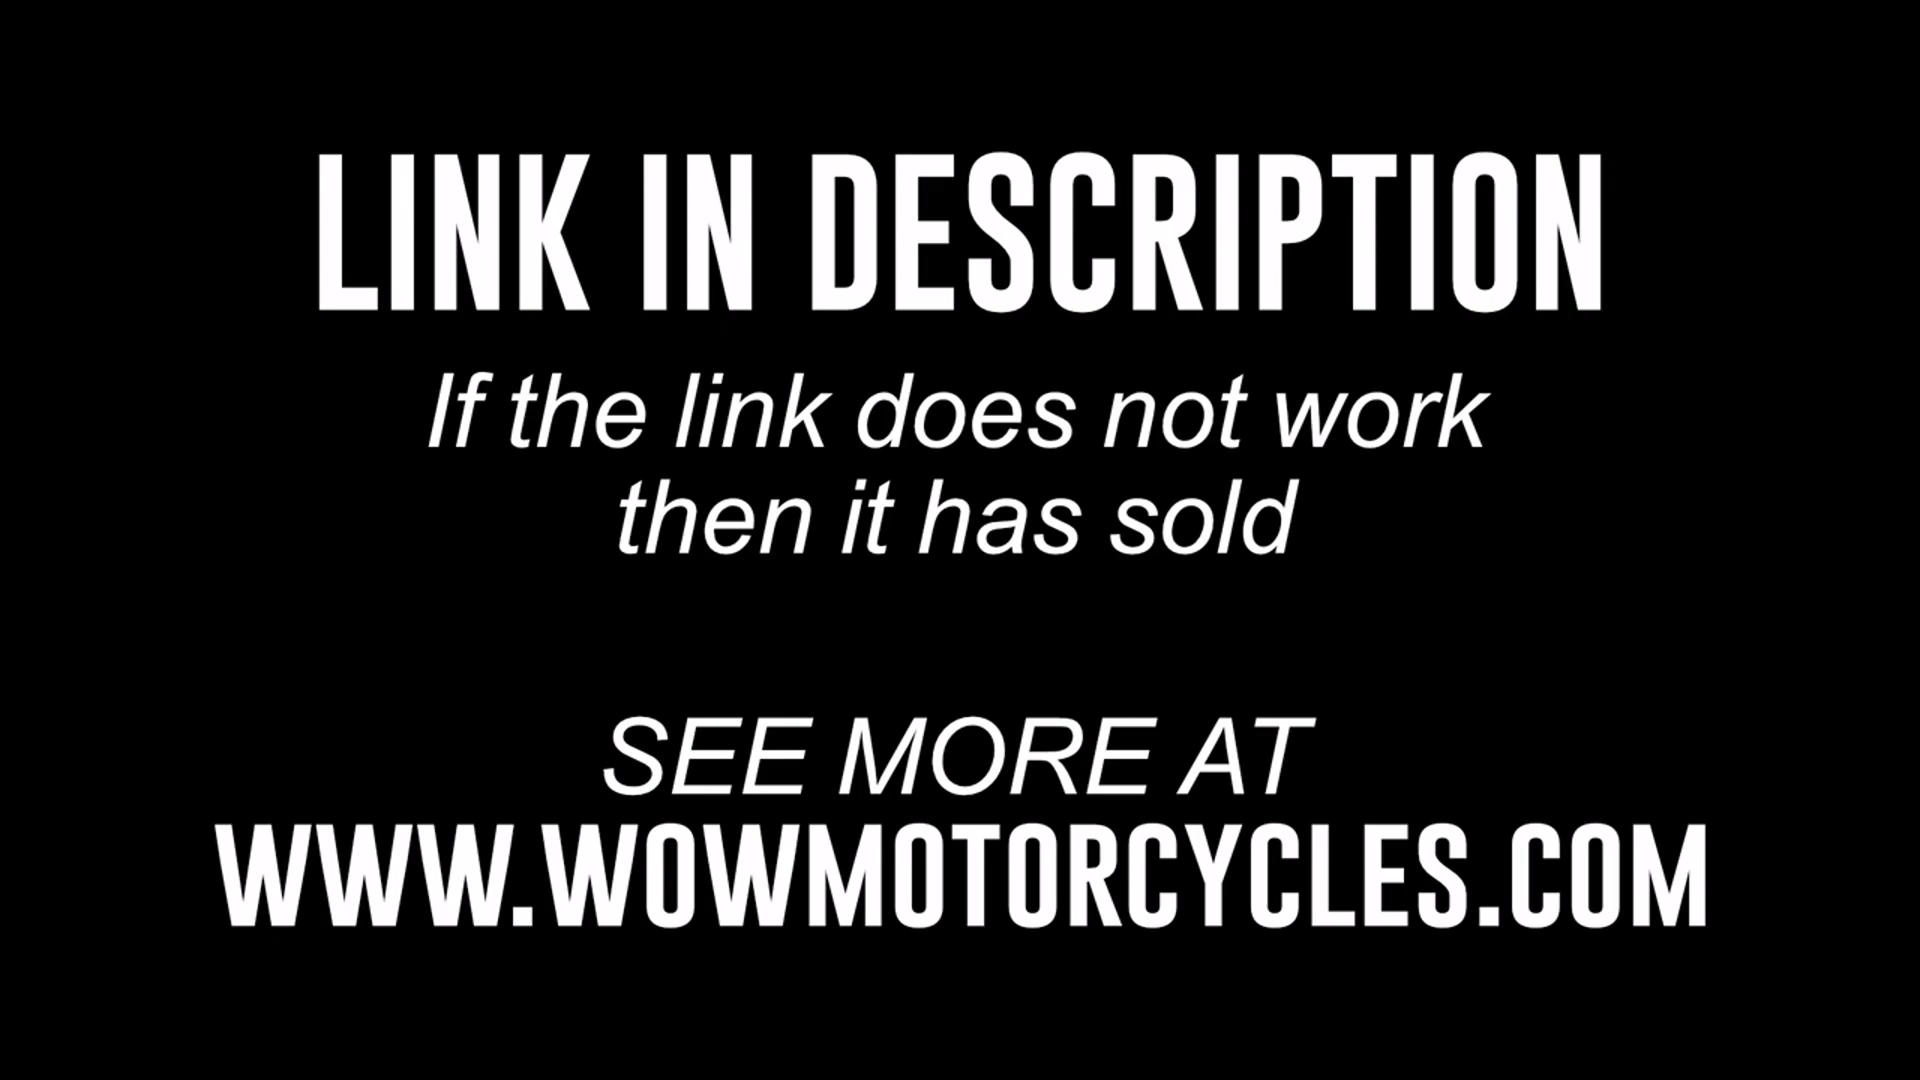 LINK IN DESCRIPTION
If the link does not work
then it has sold
SEE MORE AT
WWW.WOWMOTORCYCLES.COM